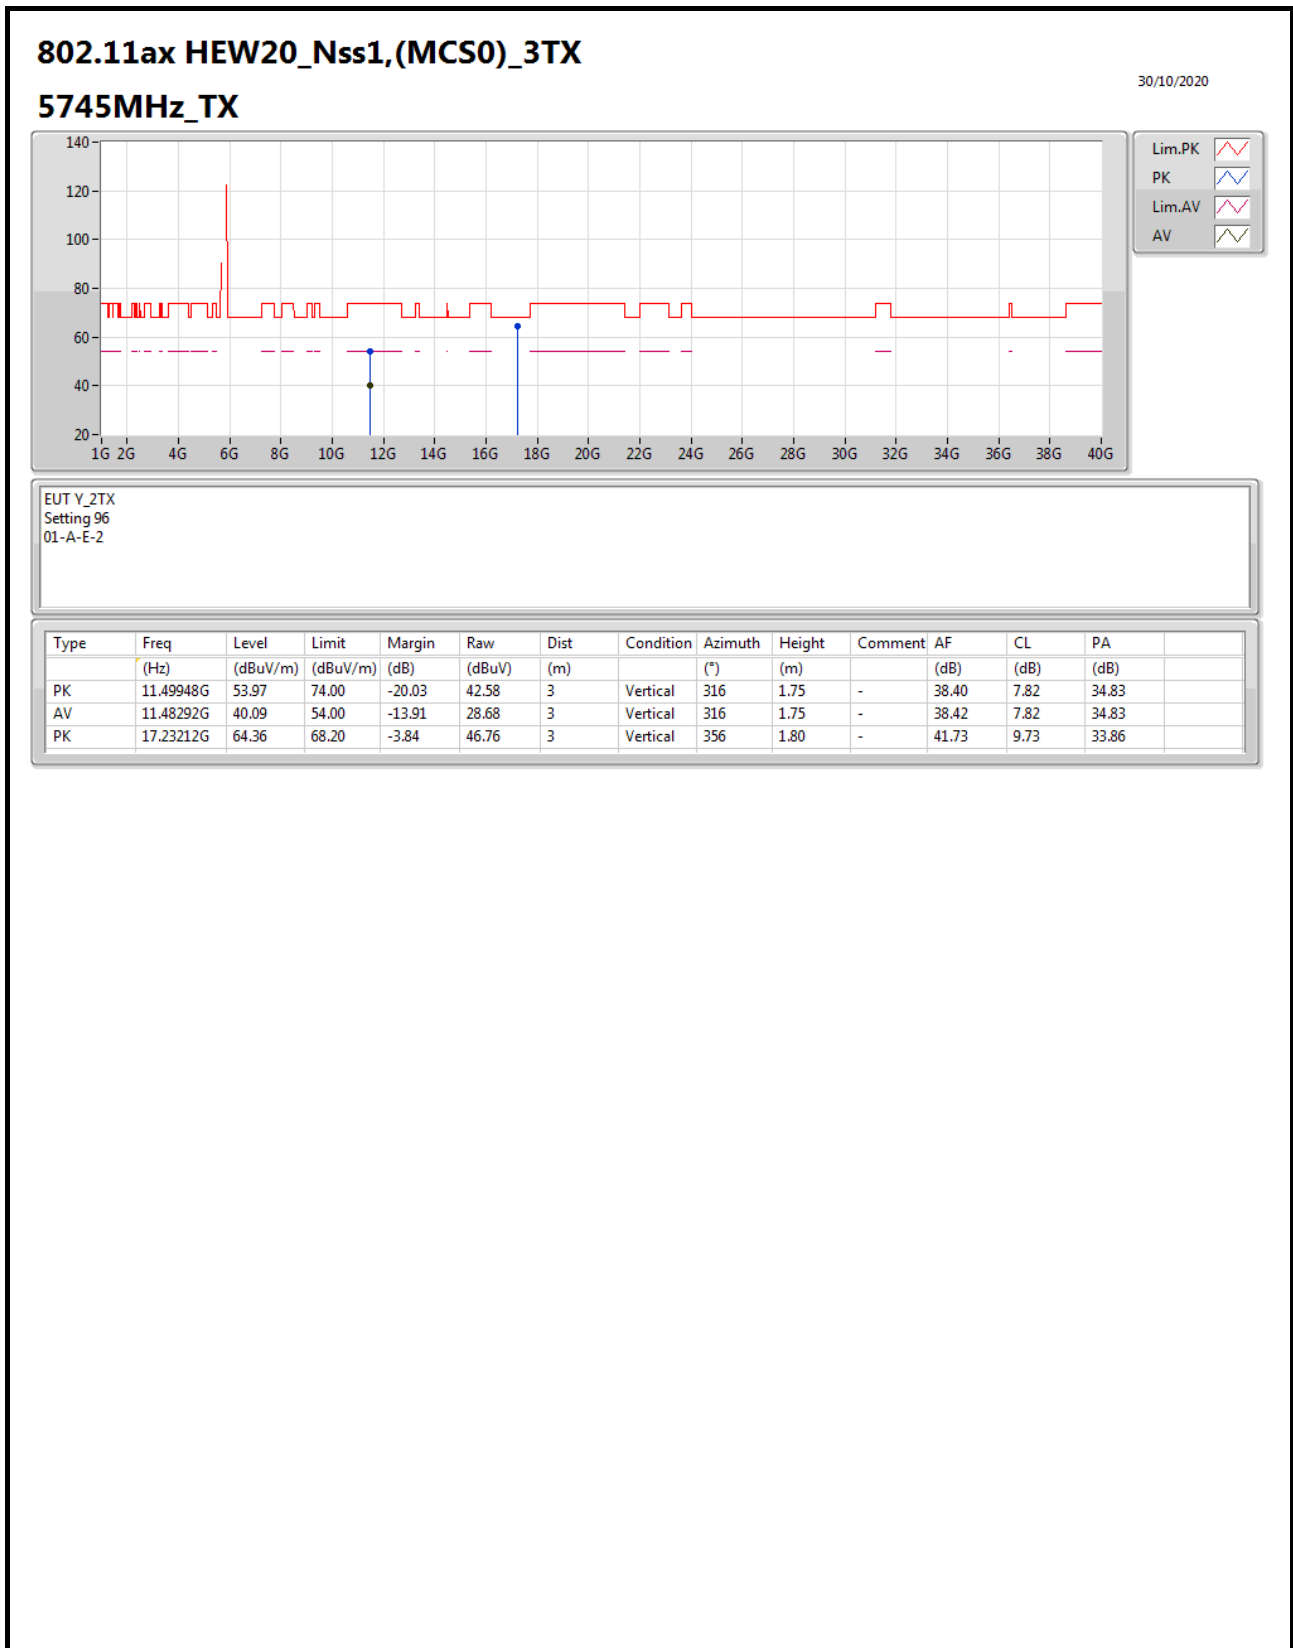 802.11ax HEW20_Nss1,(MCS0)_3TX
30/10/2020
5745MHz_TX
140
120
100
80
60
40
20
1G 2G 4G 6G 8G 10G 12G 14G 16G 18G 20G 22G 24G 26G 28G 30G 32G 34G 36G 38G 40G
Lim.PK
PK
Lim.AV
AV
EUT Y_2TX
Setting 96
01-A-E-2
Type Freq Level Limit Margin Raw Dist Condition Azimuth Height Comment AF CL PA
(Hz) (dBuV/m) (dBuV/m) (dB) (dBuV) (m) (°) (m) (dB) (dB) (dB)
PK 11.49948G 53.97 74.00 -20.03 42.58 3 Vertical 316 1.75 - 38.40 7.82 34.83
AV 11.48292G 40.09 54.00 -13.91 28.68 3 Vertical 316 1.75 - 38.42 7.82 34.83
PK 17.23212G 64.36 68.20 -3.84 46.76 3 Vertical 356 1.80 - 41.73 9.73 33.86